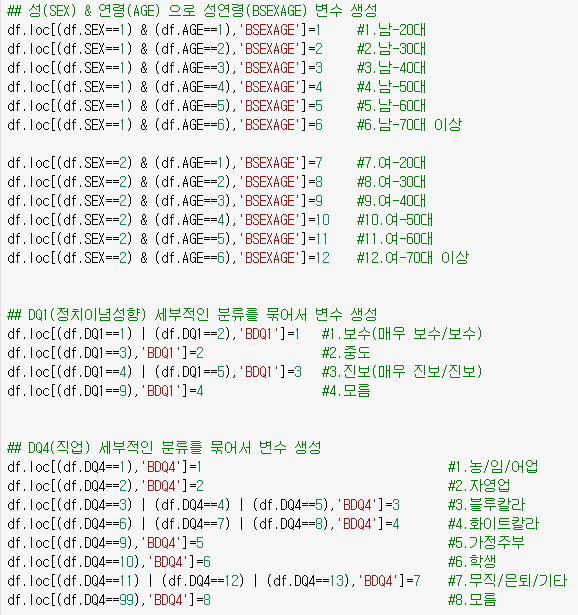 ## 성(SEX) & 연령(AGE) 으로 성연령(BSEXAGE) 변수 생성
df.loc[(df.SEX==1) & (df.AGE==1),'BSEXAGE']=1 #1.남-20대
df.loc[(df.SEX==1) & (df.AGE==2),'BSEXAGE']=2 #2.남-30대
df.loc[(df.SEX==1) & (df.AGE==3),'BSEXAGE']=3 #3.남-40대
df.loc[(df.SEX==1) & (df.AGE==4),'BSEXAGE']=4 #4.남-50대
df.loc[(df.SEX==1) & (df.AGE==5),'BSEXAGE']=5 #5.남-60대
df.loc[(df.SEX==1) & (df.AGE==6),'BSEXAGE']=6 #6.남-70대 이상
df.loc[(df.SEX==2) & (df.AGE==1),'BSEXAGE']=7 #7.여-20대
df.loc[(df.SEX==2) & (df.AGE==2),'BSEXAGE']=8 #8.여-30대
df.loc[(df.SEX==2) & (df.AGE==3),'BSEXAGE']=9 #9.여-40대
df.loc[(df.SEX==2) & (df.AGE==4),'BSEXAGE']=10 #10.여-50대
df.loc[(df.SEX==2) & (df.AGE==5),'BSEXAGE']=11 #11.여-60대
df.loc[(df.SEX==2) & (df.AGE==6),'BSEXAGE']=12 #12.여-70대 이상
## DQ1(정치이념성향) 세부적인 분류를 묶어서 변수 생성
df.loc[(df.DQ1==1) | (df.DQ1==2),'BDQ1']=1 #1.보수(매우 보수/보수)
df.loc[(df.DQ1==3),'BDQ1']=2 #2.중도
df.loc[(df.DQ1==4) | (df.DQ1==5),'BDQ1']=3 #3.진보(매우 진보/진보)
df.loc[(df.DQ1==9),'BDQ1']=4 #4.모름
## DQ4(직업) 세부적인 분류를 묶어서 변수 생성
df.loc[(df.DQ4==1),'BDQ4']=1 #1.농/임/어업
df.loc[(df.DQ4==2),'BDQ4']=2 #2.자영업
df.loc[(df.DQ4==3) | (df.DQ4==4) | (df.DQ4==5),'BDQ4']=3 #3.블루칼라
df.loc[(df.DQ4==6) | (df.DQ4==7) | (df.DQ4==8),'BDQ4']=4 #4.화이트칼라
df.loc[(df.DQ4==9),'BDQ4']=5 #5.가정주부
df.loc[(df.DQ4==10),'BDQ4']=6 #6.학생
df.loc[(df.DQ4==11) | (df.DQ4==12) | (df.DQ4==13),'BDQ4']=7 #7.무직/은퇴/기타
df.loc[(df.DQ4==99),'BDQ4']=8 #8.모름